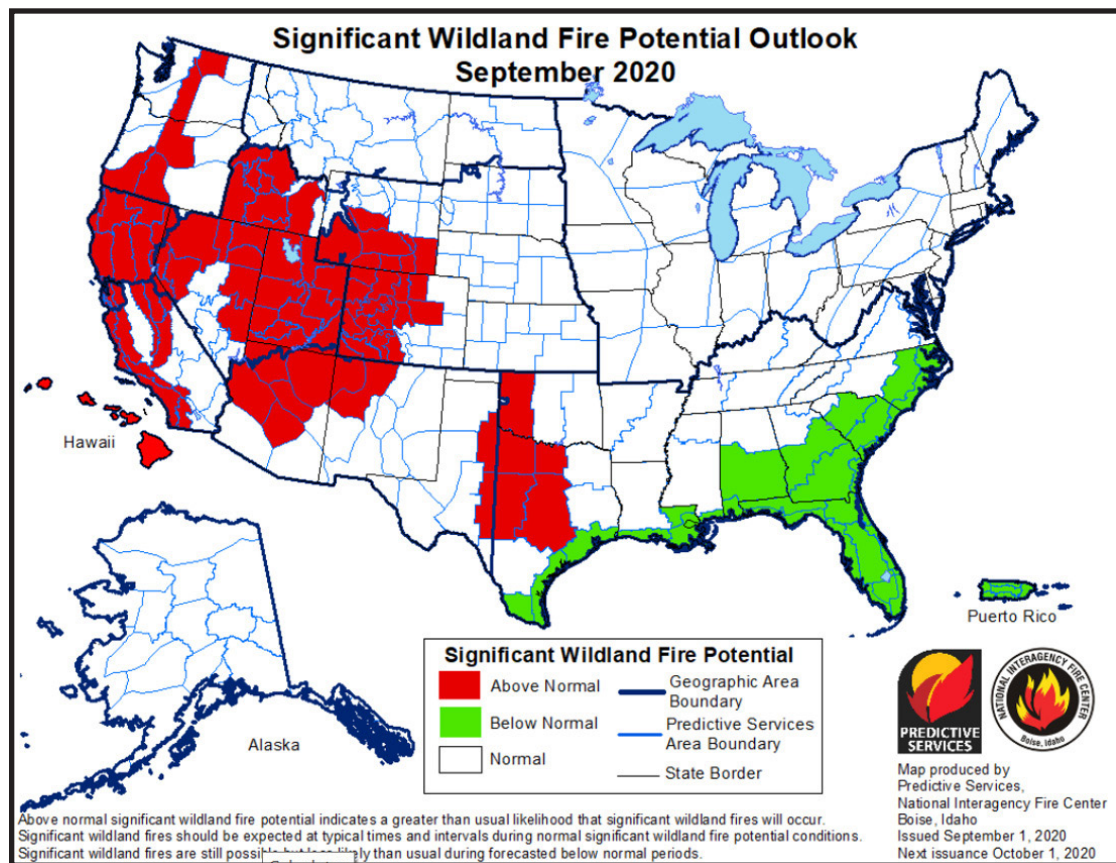 Significant Wildland Fire Potential Outlook
September 2020
Hawaii
Alaska
Puerto Rico
Significant Wildland Fire Potential
Above Normal
Below Normal
Normal
Geographic Area
Boundary
Predictive Services
Area Boundary
State Border
PREDICTIVE
SERVICES
NATIONAL INTERAGENCY FIRE CENTER
Boise, Idaho
Map produced by
Predictive Services,
National Interagency Fire Center
Boise, Idaho
Issued September 1, 2020
Next issuance October 1, 2020
Above normal significant wildland fire potential indicates a greater than usual likelihood that significant wildland fires will occur.
Significant wildland fires should be expected at typical times and intervals during normal significant wildland fire potential conditions.
Significant wildland fires are still possible but less likely than usual during forecasted below normal periods.